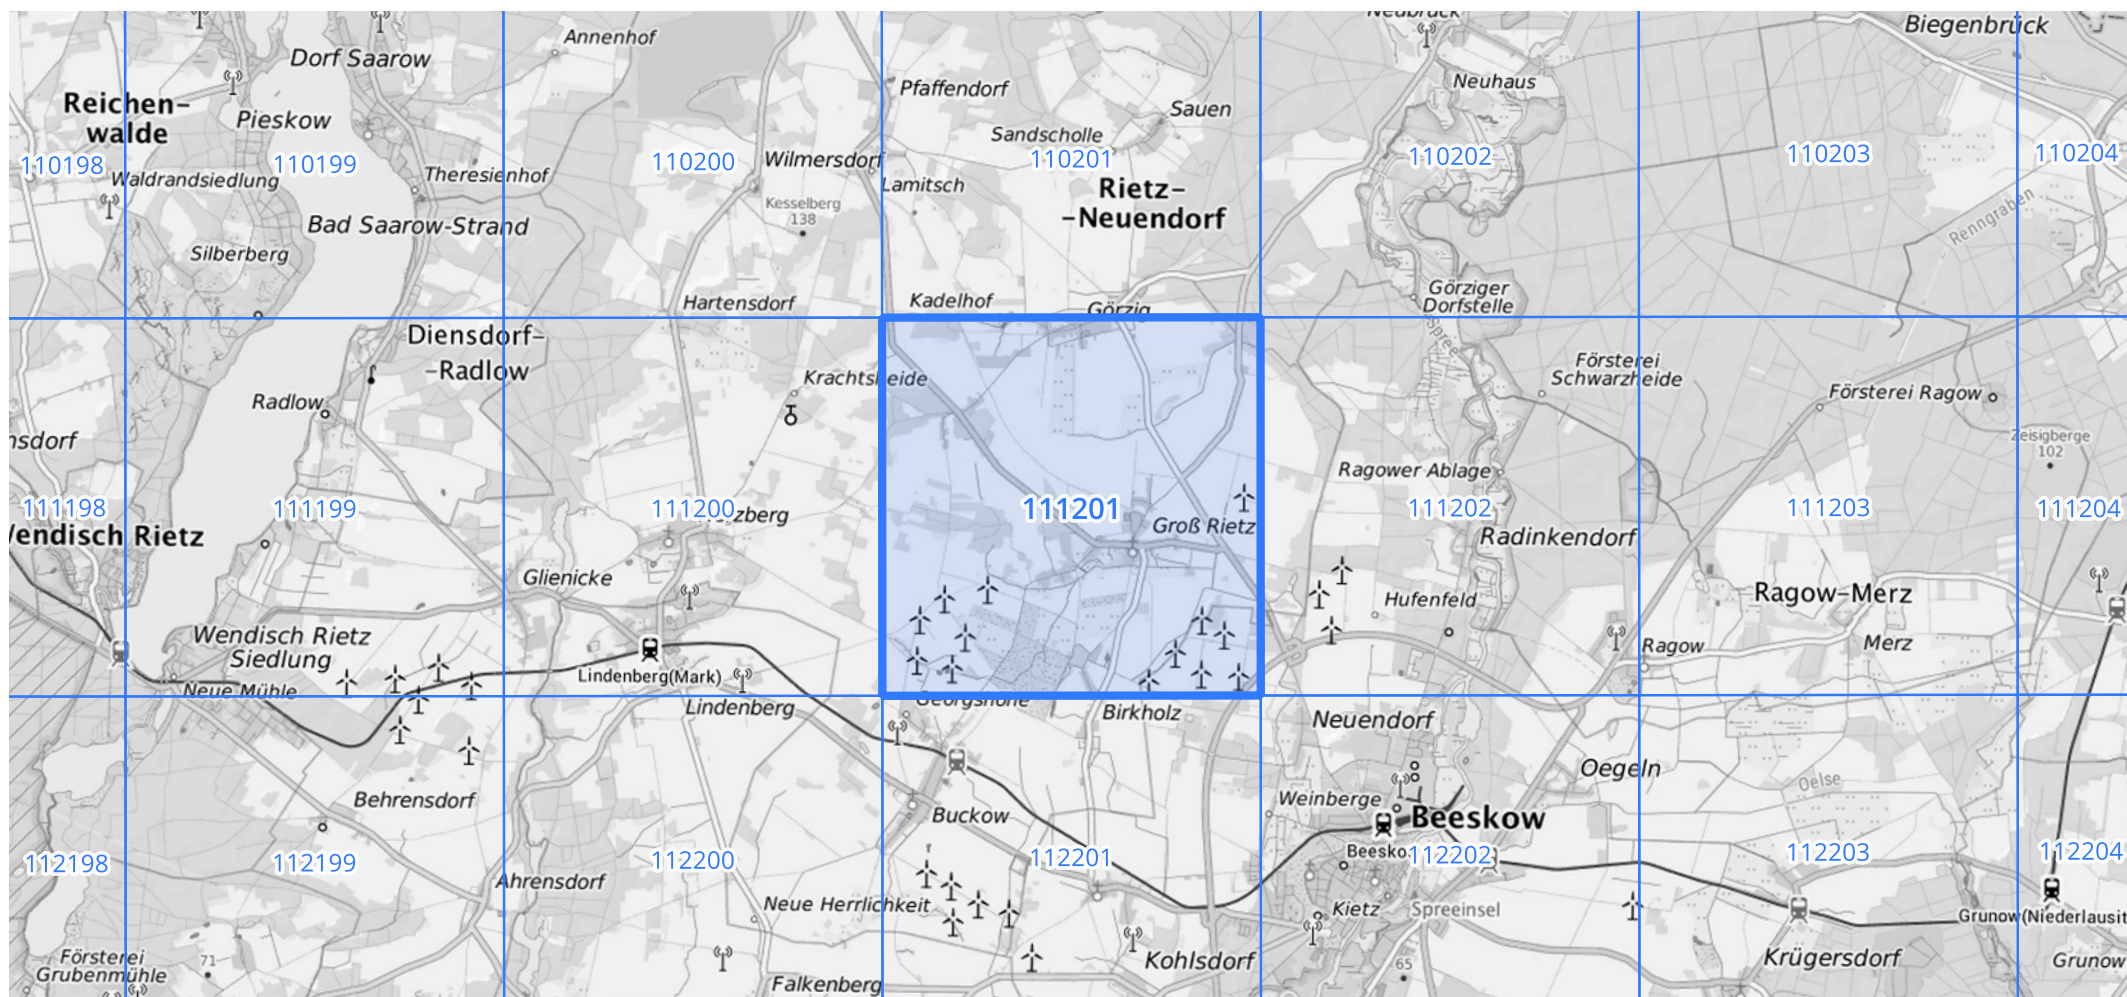 Neubrück
Biegenbrück
Annenhof
Dorf Saarow
Pfaffendorf
Neuhaus
Reichen-
walde
Pieskow
Sauen
Sandscholle
110198
110199
110200
Wilmersdorf
110201
110202
110203
110204
Waldrandsiedlung
Theresienhof
Lamitsch
Rietz-
-Neuendorf
Kesselberg
138
Bad Saarow-Strand
Renngraben
Silberberg
Hartensdorf
Kadelhof
Görzig
Görziger
Dorfstelle
Diensdorf-
-Radlow
Spree
Krachtsheide
Försterei
Schwarzheide
Försterei Ragow
Radlow
nsdorf
Zeisigberge
102
Ragower Ablage
111198
111199
111200
111201
111202
111203
111204
Groß Rietz
Wendisch Rietz
Radinkendorf
Glienicke
Ragow-Merz
Hufenfeld
Wendisch Rietz
Siedlung
Ragow
Merz
Lindenberg(Mark)
Neue Mühle
Lindenberg
Georgshöhe
Birkholz
Neuendorf
Oegeln
Oelse
Behrensdorf
Weinberge
Buckow
Beeskow
Beesko
112198
112199
112200
112201
112202
112203
112204
Ahrensdorf
Neue Herrlichkeit
Kietz
Spreeinsel
Grunow(Niederlausit
Försterei
Grubenmühle
71
65
Kohlsdorf
Krügersdorf
Grunow
Falkenberg